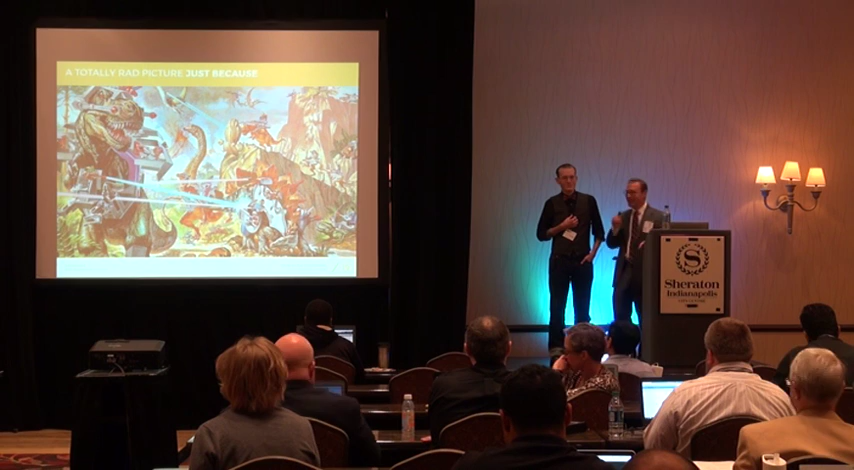 A TOTALLY RAD PICTURE JUST BECAUSE
S
Sheraton
Indianapolis